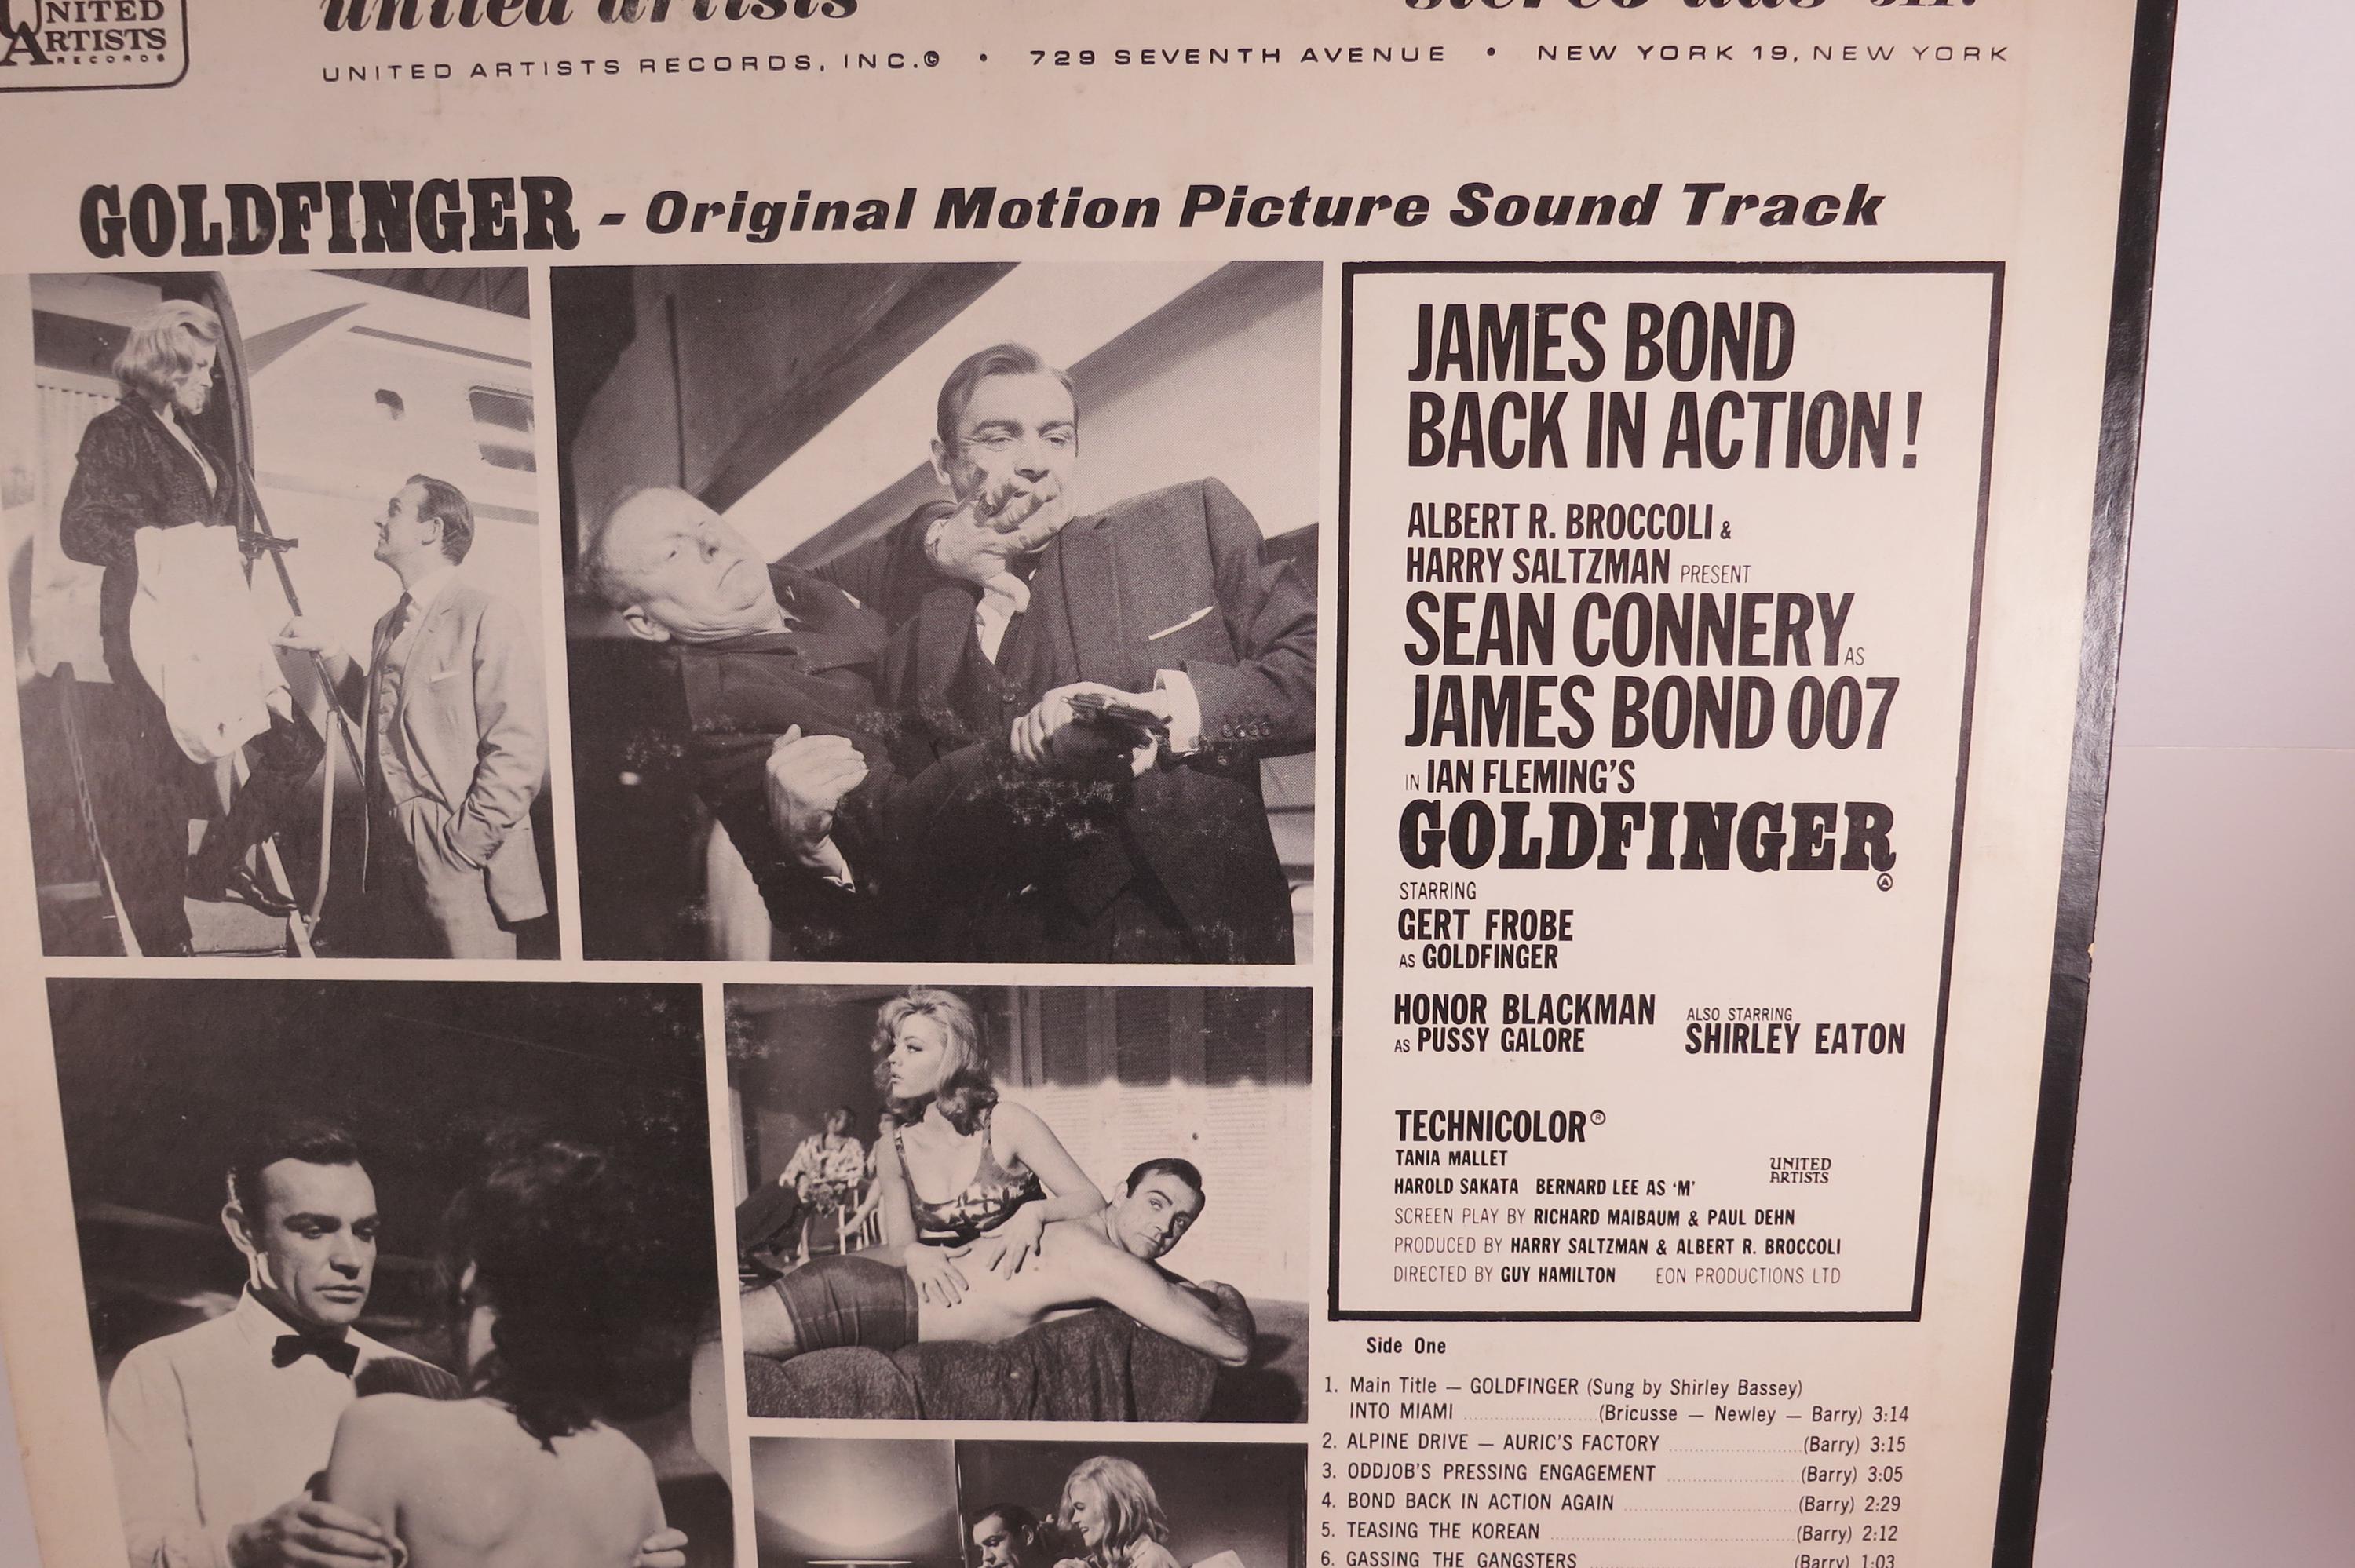 UNITED
ARTISTS
RECORDS
united artists
UNITED ARTISTS RECORDS, INC.© • 729 SEVENTH AVENUE • NEW YORK 19, NEW YORK
GOLDFINGER - Original Motion Picture Sound Track
JAMES BOND
BACK IN ACTION!
ALBERT R. BROCCOLI &
HARRY SALTZMAN PRESENT
SEAN CONNERY AS
JAMES BOND 007
IN IAN FLEMING'S
GOLDFINGER
STARRING
GERT FROBE
AS GOLDFINGER
HONOR BLACKMAN
AS PUSSY GALORE
ALSO STARRING
SHIRLEY EATON
TECHNICOLOR®
TANIA MALLET
HAROLD SAKATA BERNARD LEE AS 'M'
UNITED
ARTISTS
SCREEN PLAY BY RICHARD MAIBAUM & PAUL DEHN
PRODUCED BY HARRY SALTZMAN & ALBERT R. BROCCOLI
DIRECTED BY GUY HAMILTON EON PRODUCTIONS LTD
Side One
1. Main Title — GOLDFINGER (Sung by Shirley Bassey)
INTO MIAMI (Bricusse — Newley — Barry) 3:14
2. ALPINE DRIVE — AURIC'S FACTORY (Barry) 3:15
3. ODDJOB'S PRESSING ENGAGEMENT (Barry) 3:05
4. BOND BACK IN ACTION AGAIN (Barry) 2:29
5. TEASING THE KOREAN (Barry) 2:12
6. GASSING THE GANGSTERS (Barry) 1:03